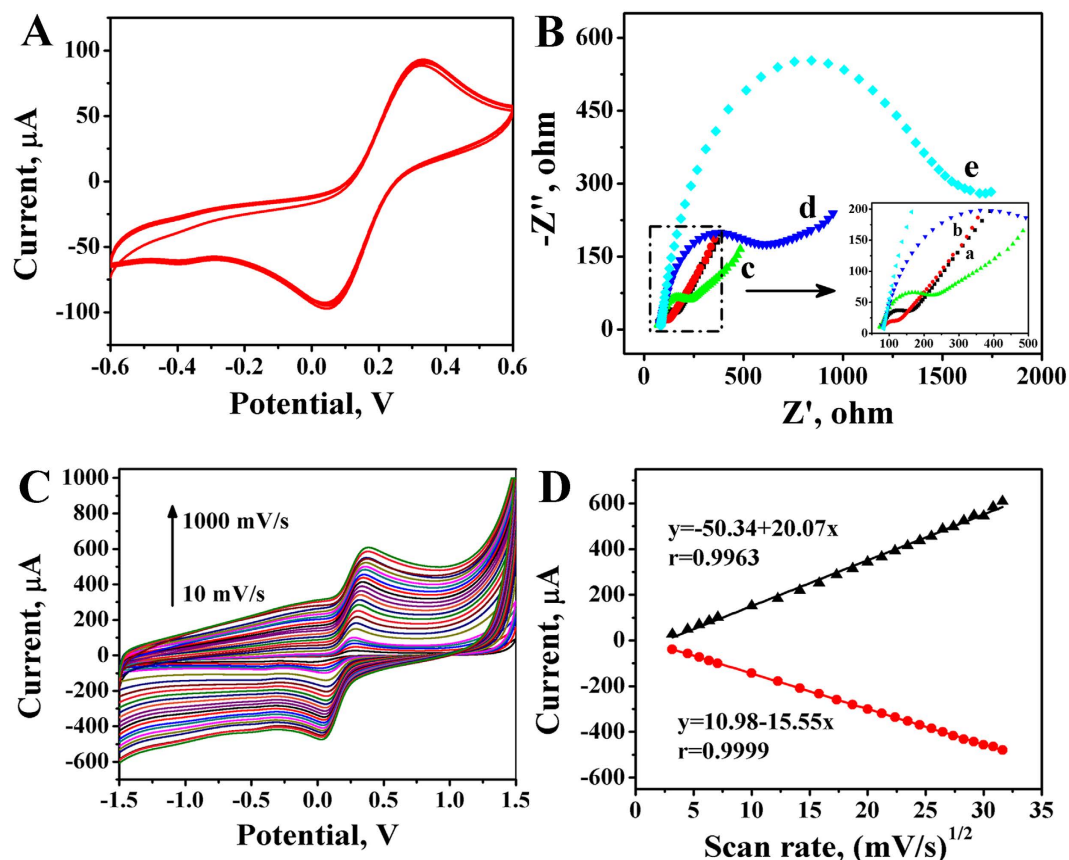 A
Current, μA
100
50
0
-50
-100
-0.6
-0.4
-0.2
0.0
0.2
0.4
0.6
Potential, V
B
-Z'', ohm
600
450
300
150
0
0
500
1000
1500
2000
Z', ohm
e
d
c
200
150
100
50
0
b
a
100
200
300
400
500
C
Current, μA
1000
800
600
400
200
0
-200
-400
-600
1000 mV/s
10 mV/s
-1.5
-1.0
-0.5
0.0
0.5
1.0
1.5
Potential, V
D
Current, μA
600
400
200
0
-200
-400
-600
y=-50.34+20.07x
r=0.9963
y=10.98-15.55x
r=0.9999
0
5
10
15
20
25
30
35
Scan rate, (mV/s)^1/2